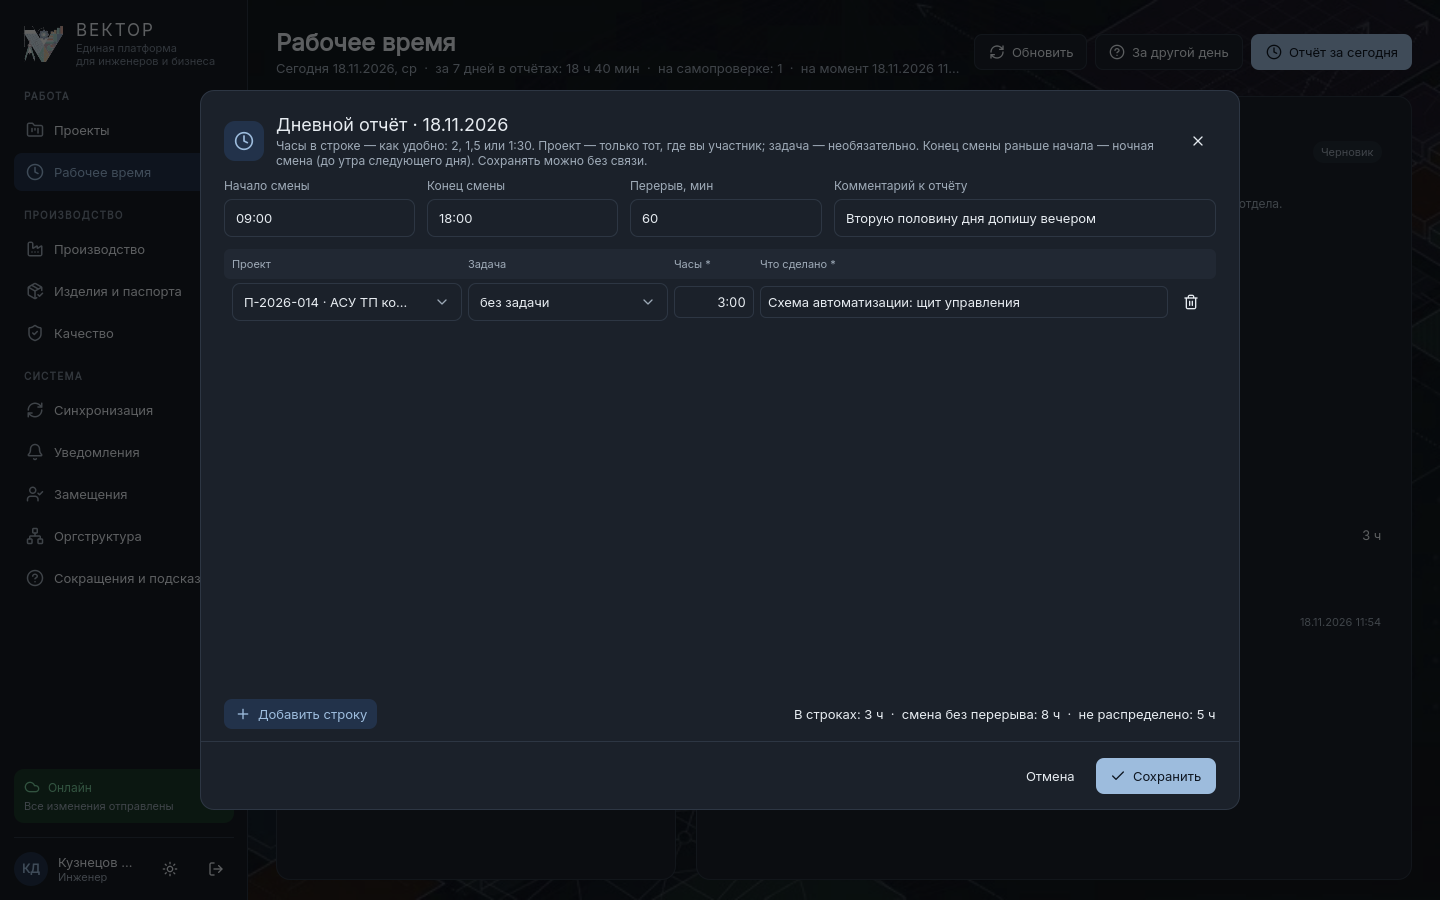 ВЕКТОР
Единая платформа
для инженеров и бизнеса
РАБОТА
Проекты
Рабочее время
ПРОИЗВОДСТВО
Производство
Изделия и паспорта
Качество
СИСТЕМА
Синхронизация
Уведомления
Замещения
Оргструктура
Сокращения и подсказ
Онлайн
Все изменения отправлены
КД
Кузнецов ...
Инженер
Рабочее время
Сегодня 18.11.2026, ср · за 7 дней в отчётах: 18 ч 40 мин · на самопроверке: 1 · на момент 18.11.2026 11...
Обновить
За другой день
Отчёт за сегодня
Черновик
отдела.
3 ч
18.11.2026 11:54
Дневной отчёт · 18.11.2026
Часы в строке — как удобно: 2, 1,5 или 1:30. Проект — только тот, где вы участник; задача — необязательно. Конец смены раньше начала — ночная
смена (до утра следующего дня). Сохранять можно без связи.
Начало смены
Конец смены
Перерыв, мин
Комментарий к отчёту
09:00
18:00
60
Вторую половину дня допишу вечером
Проект
Задача
Часы *
Что сделано *
П-2026-014 · АСУ ТП ко...
без задачи
3:00
Схема автоматизации: щит управления
Добавить строку
В строках: 3 ч · смена без перерыва: 8 ч · не распределено: 5 ч
Отмена
Сохранить